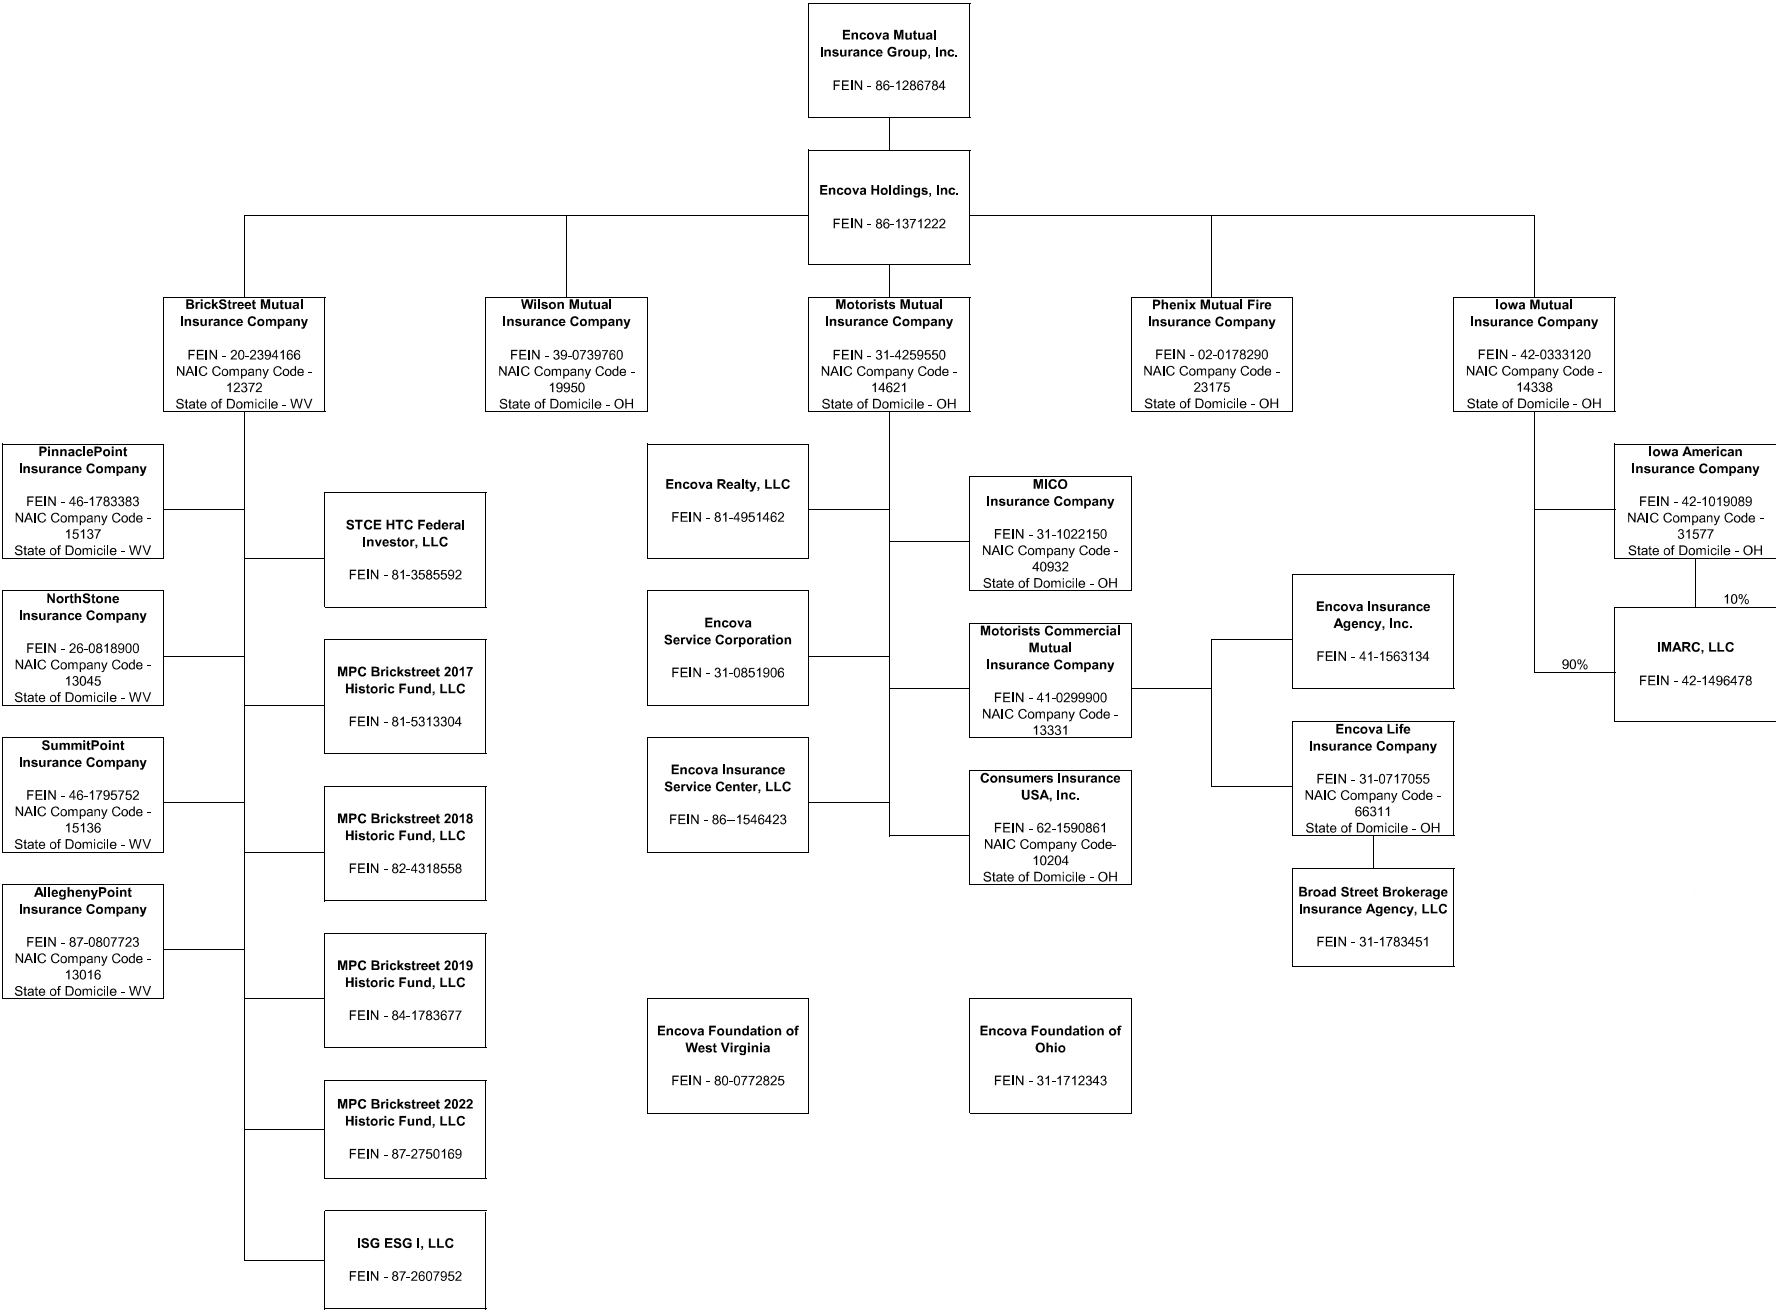 Encova Mutual
Insurance Group, Inc.
FEIN - 86-1286784
Encova Holdings, Inc.
FEIN - 86-1371222
BrickStreet Mutual
Insurance Company
FEIN - 20-2394166
NAIC Company Code -
12372
State of Domicile - WV
Wilson Mutual
Insurance Company
FEIN - 39-0739760
NAIC Company Code -
19950
State of Domicile - OH
Motorists Mutual
Insurance Company
FEIN - 31-4259550
NAIC Company Code -
14621
State of Domicile - OH
Phenix Mutual Fire
Insurance Company
FEIN - 02-0178290
NAIC Company Code -
23175
State of Domicile - OH
Iowa Mutual
Insurance Company
FEIN - 42-0333120
NAIC Company Code -
14338
State of Domicile - OH
PinnaclePoint
Insurance Company
FEIN - 46-1783383
NAIC Company Code -
15137
State of Domicile - WV
NorthStone
Insurance Company
FEIN - 26-0818900
NAIC Company Code -
13045
State of Domicile - WV
SummitPoint
Insurance Company
FEIN - 46-1795752
NAIC Company Code -
15136
State of Domicile - WV
AlleghenyPoint
Insurance Company
FEIN - 87-0807723
NAIC Company Code -
13016
State of Domicile - WV
STCE HTC Federal
Investor, LLC
FEIN - 81-3585592
MPC Brickstreet 2017
Historic Fund, LLC
FEIN - 81-5313304
MPC Brickstreet 2018
Historic Fund, LLC
FEIN - 82-4318558
MPC Brickstreet 2019
Historic Fund, LLC
FEIN - 84-1783677
MPC Brickstreet 2022
Historic Fund, LLC
FEIN - 87-2750169
ISG ESG I, LLC
FEIN - 87-2607952
Encova Realty, LLC
FEIN - 81-4951462
Encova
Service Corporation
FEIN - 31-0851906
Encova Insurance
Service Center, LLC
FEIN - 86–1546423
MICO
Insurance Company
FEIN - 31-1022150
NAIC Company Code -
40932
State of Domicile - OH
Motorists Commercial
Mutual
Insurance Company
FEIN - 41-0299900
NAIC Company Code -
13331
Consumers Insurance
USA, Inc.
FEIN - 62-1590861
NAIC Company Code-
10204
State of Domicile - OH
Encova Insurance
Agency, Inc.
FEIN - 41-1563134
Encova Life
Insurance Company
FEIN - 31-0717055
NAIC Company Code -
66311
State of Domicile - OH
Broad Street Brokerage
Insurance Agency, LLC
FEIN - 31-1783451
Iowa American
Insurance Company
FEIN - 42-1019089
NAIC Company Code -
31577
State of Domicile - OH
10%
90%
IMARC, LLC
FEIN - 42-1496478
Encova Foundation of
West Virginia
FEIN - 80-0772825
Encova Foundation of
Ohio
FEIN - 31-1712343